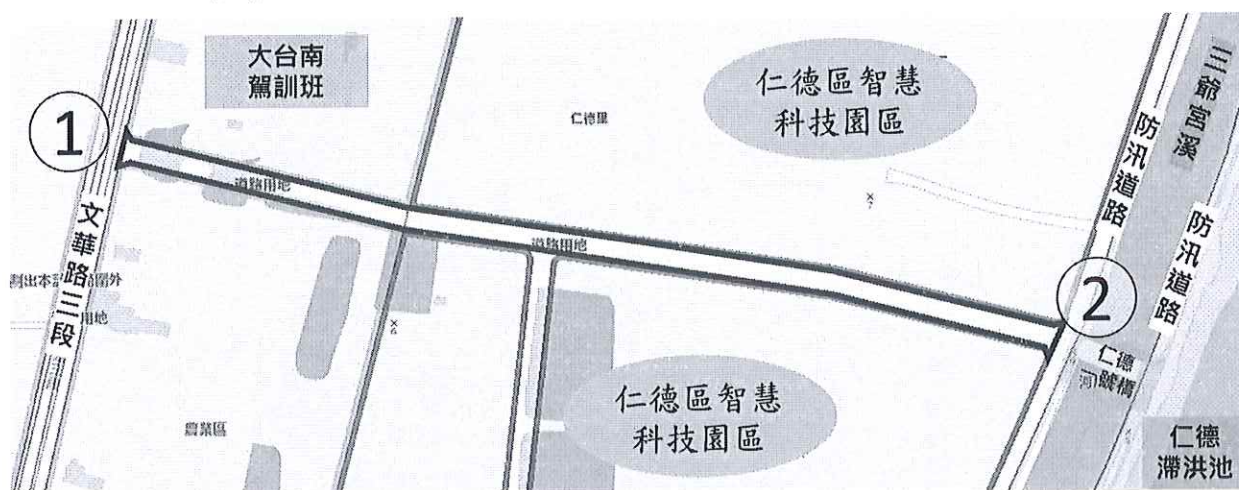 大台南
駕訓班
仁德區智慧
科技園區
三爺宮溪
防汛道路
防汛道路
仁德里
1
道路用地
道路用地
文華路三段
2
仁德
號橋
仁德區智慧
科技園區
農業區
仁德
滯洪池